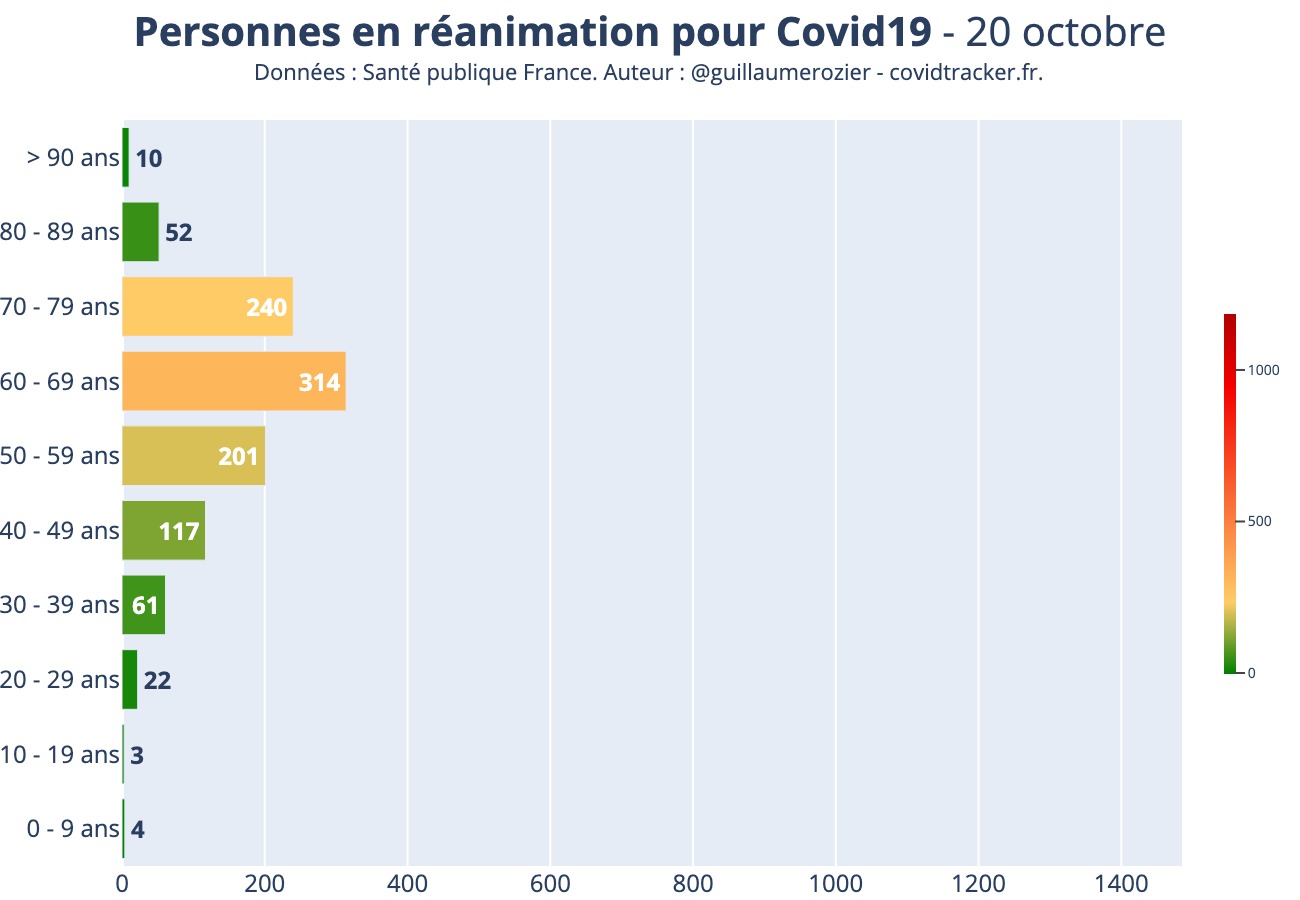 Personnes en réanimation pour Covid19 - 20 octobre
Données : Santé publique France. Auteur : @guillaumerozier - covidtracker.fr.
> 90 ans 10
80 - 89 ans 52
70 - 79 ans 240
60 - 69 ans 314
50 - 59 ans 201
40 - 49 ans 117
30 - 39 ans 61
20 - 29 ans 22
10 - 19 ans 3
0 - 9 ans 4
0 200 400 600 800 1000 1200 1400
1000
500
0